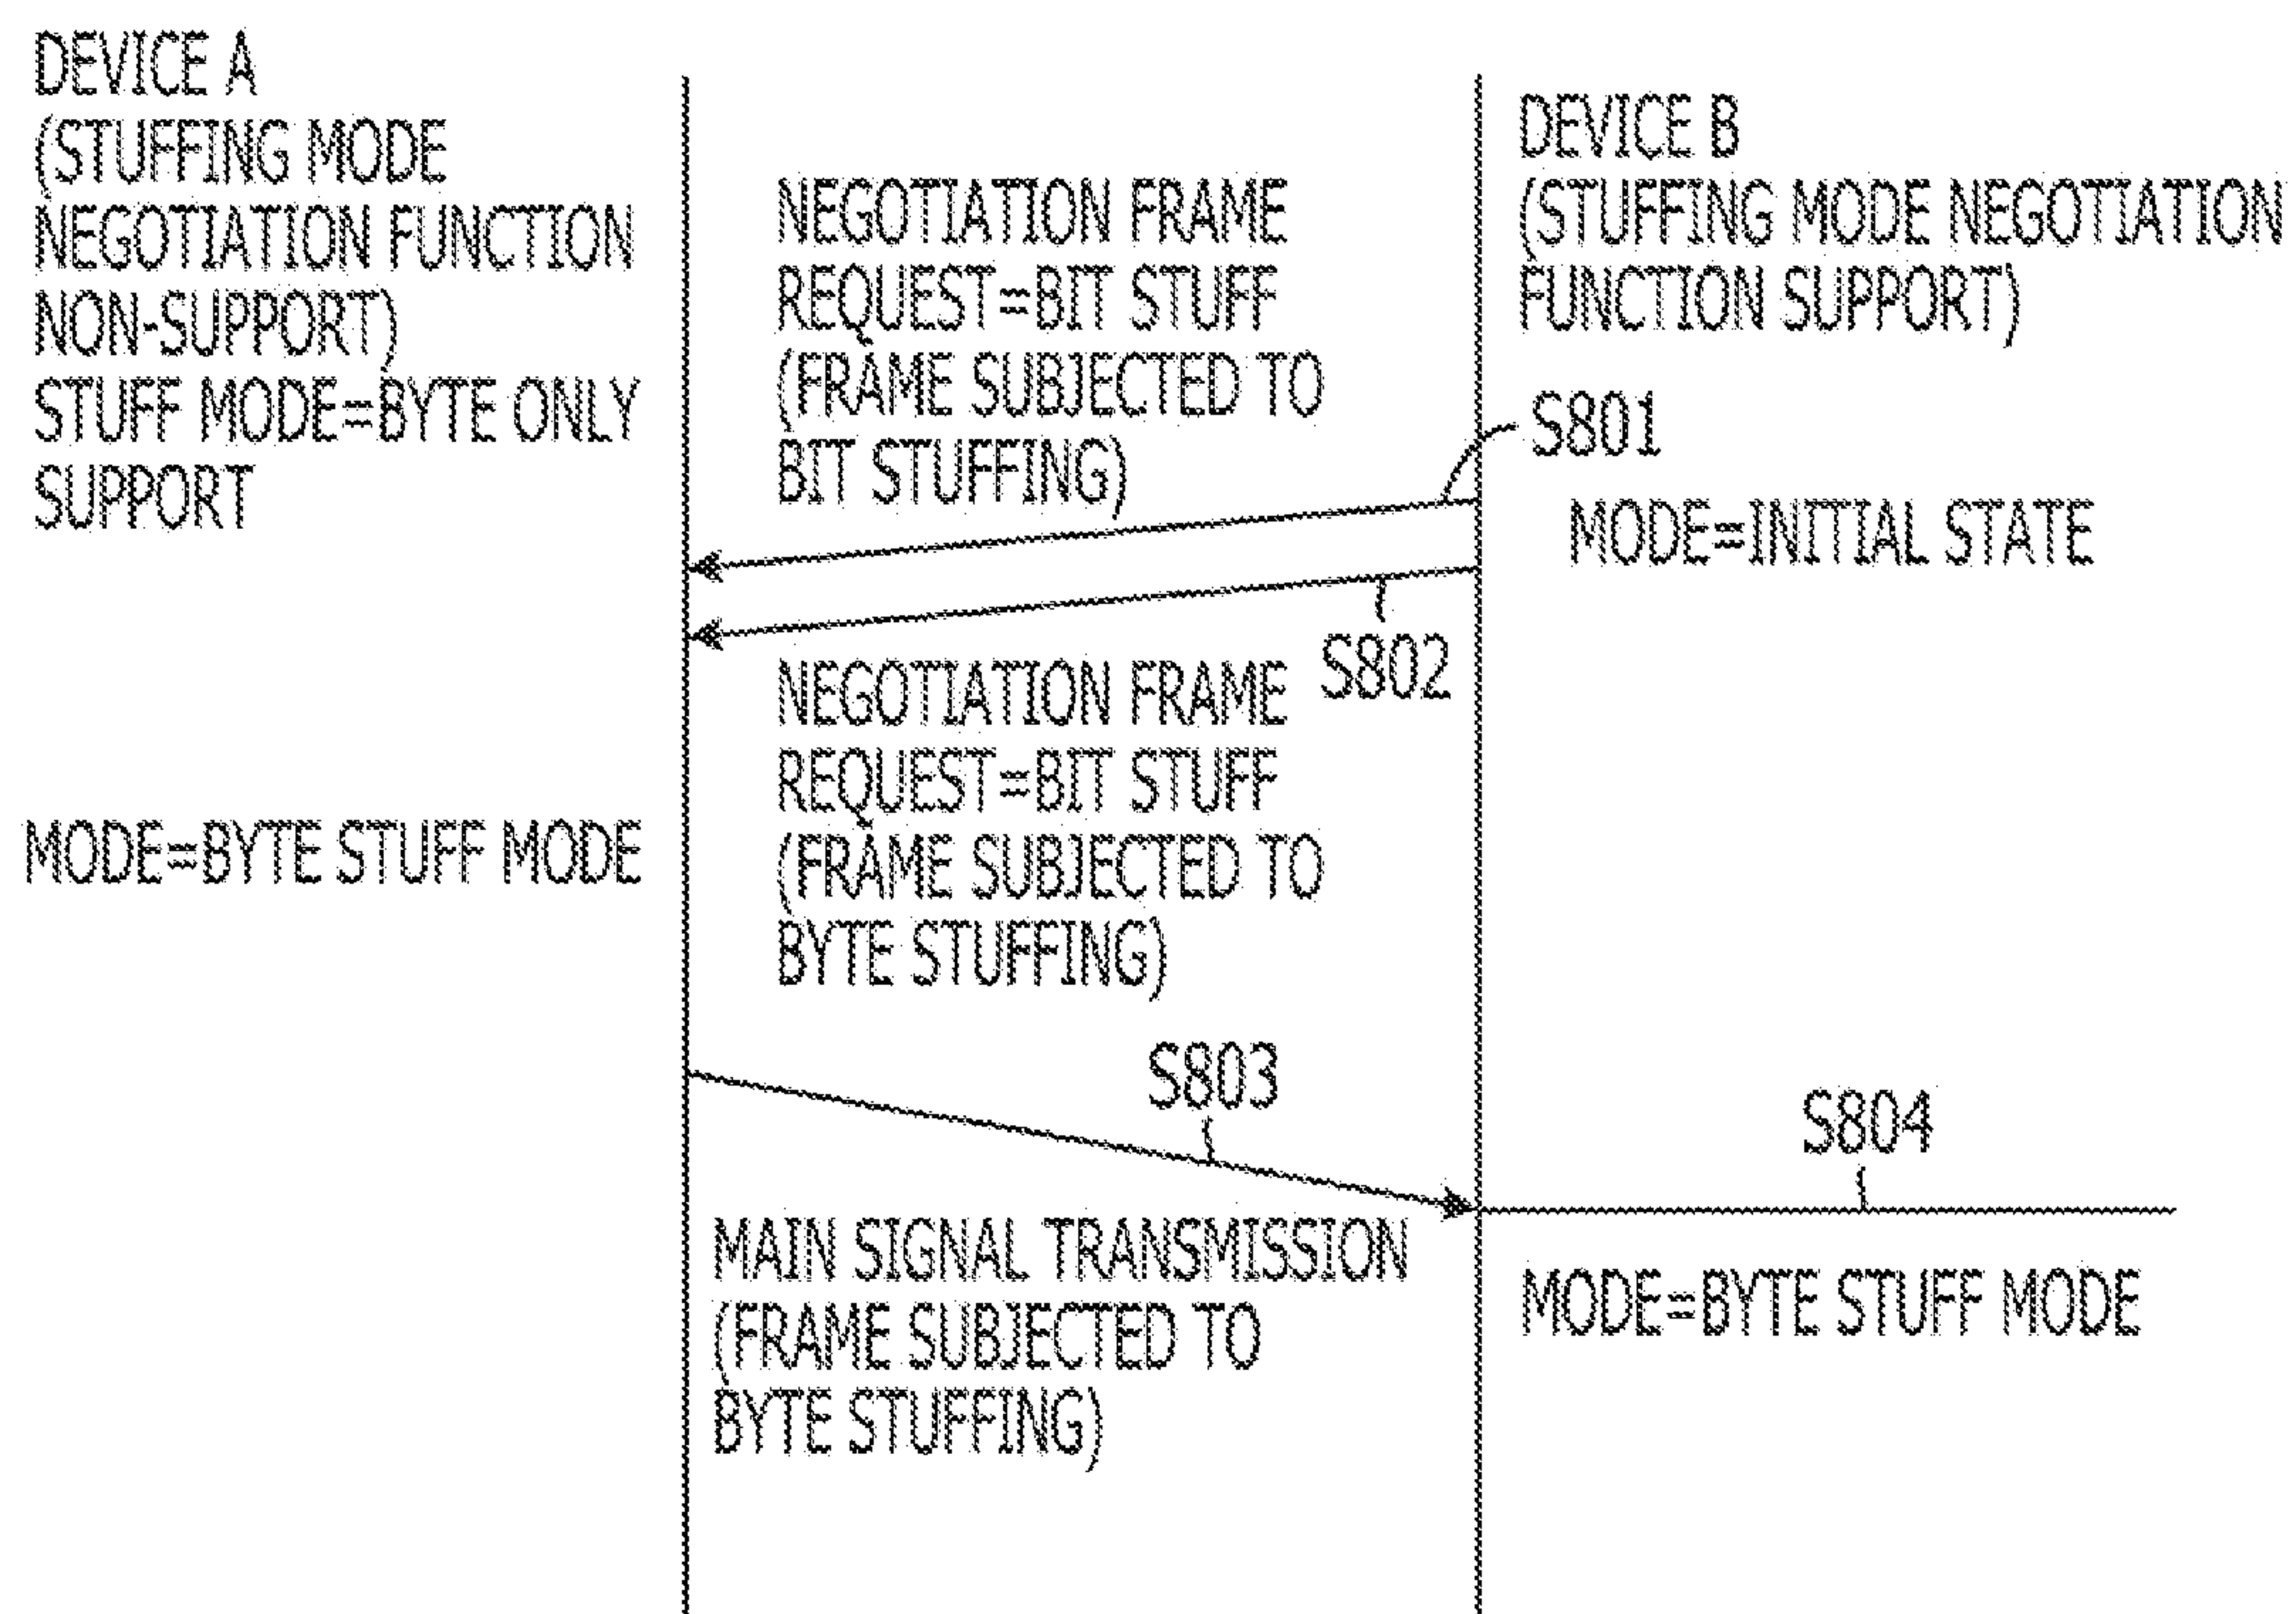 DEVICE A
(STUFFING MODE
NEGOTIATION FUNCTION
NON-SUPPORT)
STUFF MODE=BYTE ONLY
SUPPORT
NEGOTIATION FRAME
REQUEST=BIT STUFF
(FRAME SUBJECTED TO
BIT STUFFING)
DEVICE B
(STUFFING MODE NEGOTIATION
FUNCTION SUPPORT)
S801
MODE=INITIAL STATE
S802
NEGOTIATION FRAME
REQUEST=BIT STUFF
(FRAME SUBJECTED TO
BYTE STUFFING)
MODE=BYTE STUFF MODE
S803
MAIN SIGNAL TRANSMISSION
(FRAME SUBJECTED TO
BYTE STUFFING)
S804
MODE=BYTE STUFF MODE